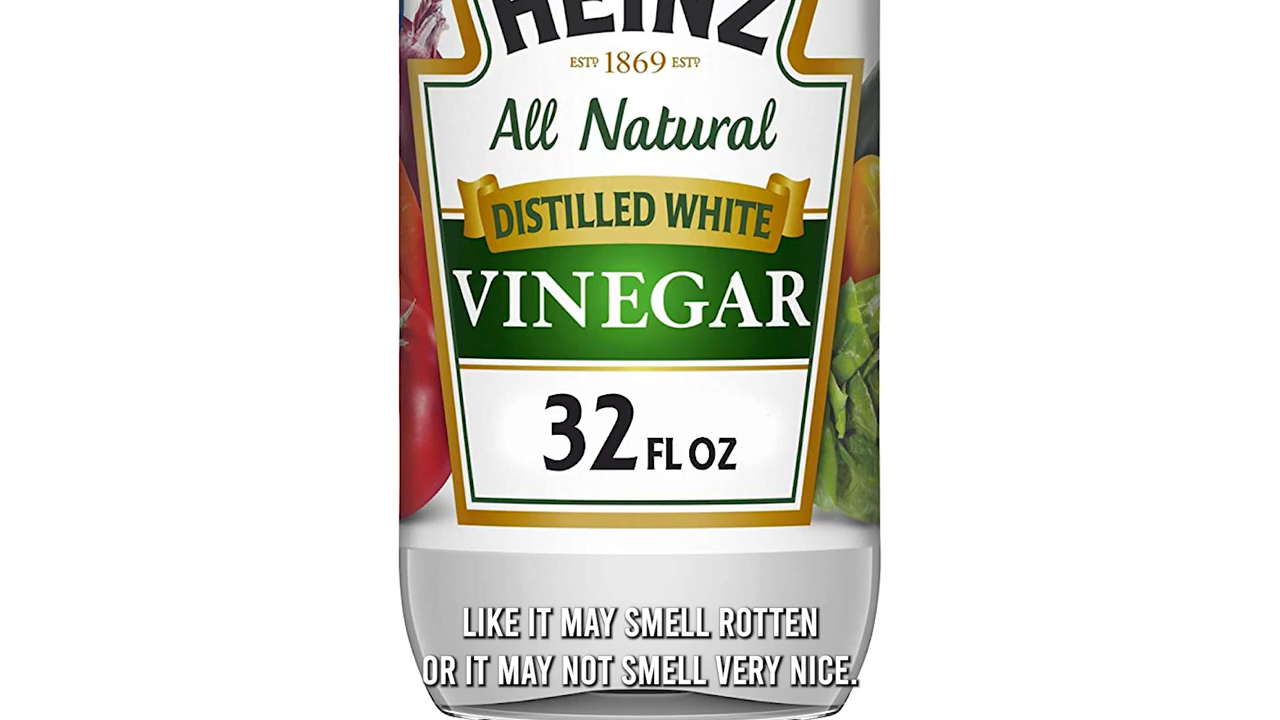 HEINZ
ESTD 1869 ESTD
All Natural
DISTILLED WHITE
VINEGAR
32 FL OZ
LIKE IT MAY SMELL ROTTEN
OR IT MAY NOT SMELL VERY NICE.